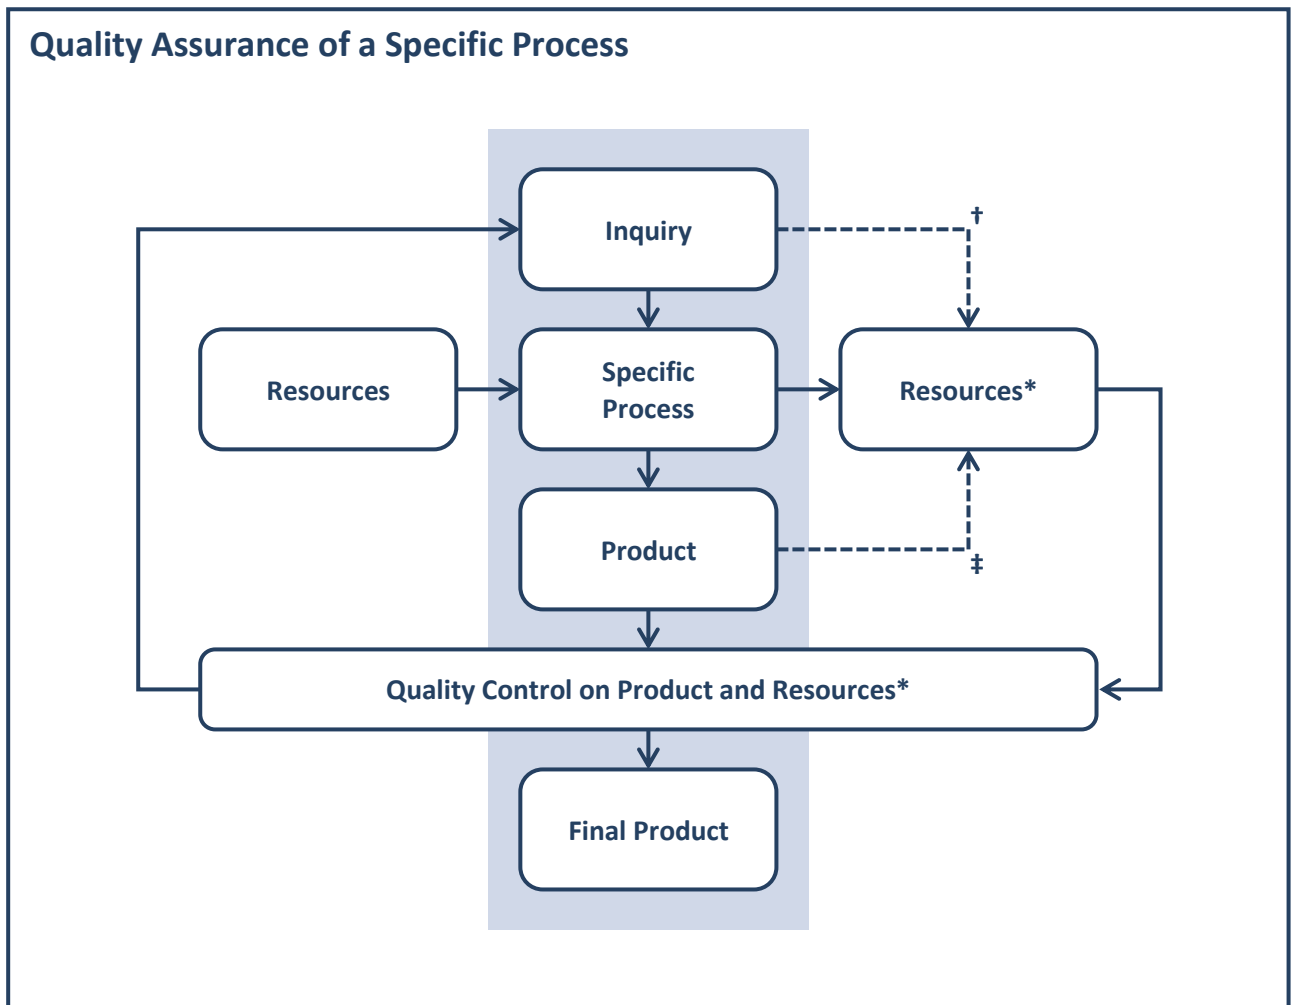 Quality Assurance of a Specific Process
Inquiry
†
Resources
Specific
Process
Resources*
Product
‡
Quality Control on Product and Resources*
Final Product